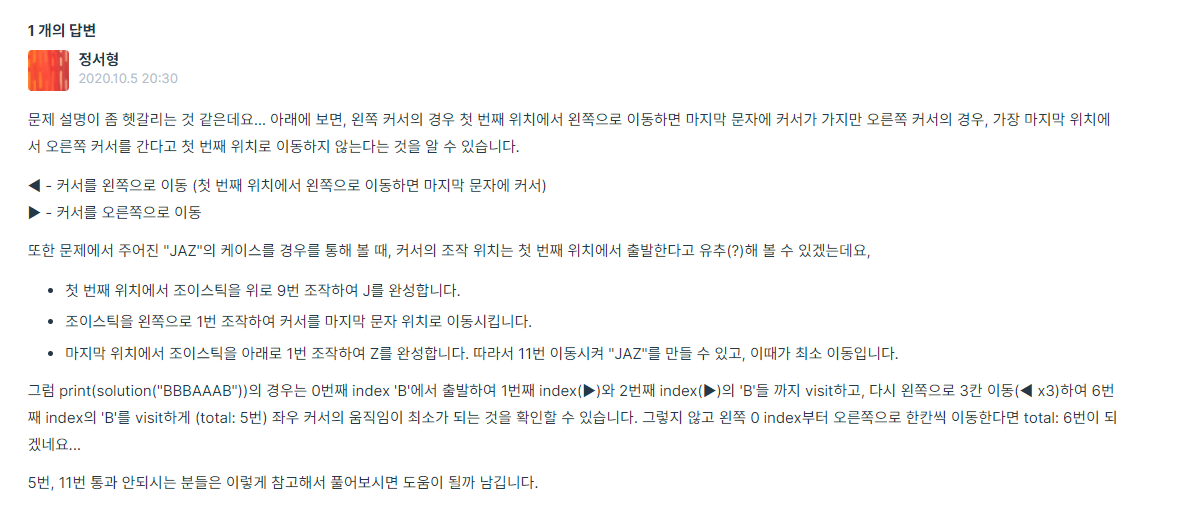 1 개의 답변
정서형
2020.10.5 20:30
문제 설명이 좀 헷갈리는 것 같은데요... 아래에 보면, 왼쪽 커서의 경우 첫 번째 위치에서 왼쪽으로 이동하면 마지막 문자에 커서가 가지만 오른쪽 커서의 경우, 가장 마지막 위치에
서 오른쪽 커서를 간다고 첫 번째 위치로 이동하지 않는다는 것을 알 수 있습니다.
◀ - 커서를 왼쪽으로 이동 (첫 번째 위치에서 왼쪽으로 이동하면 마지막 문자에 커서)
▶ - 커서를 오른쪽으로 이동
또한 문제에서 주어진 "JAZ"의 케이스를 경우를 통해 볼 때, 커서의 조작 위치는 첫 번째 위치에서 출발한다고 유추(?)해 볼 수 있겠는데요,
• 첫 번째 위치에서 조이스틱을 위로 9번 조작하여 J를 완성합니다.
• 조이스틱을 왼쪽으로 1번 조작하여 커서를 마지막 문자 위치로 이동시킵니다.
• 마지막 위치에서 조이스틱을 아래로 1번 조작하여 Z를 완성합니다. 따라서 11번 이동시켜 "JAZ"를 만들 수 있고, 이때가 최소 이동입니다.
그럼 print(solution("BBBAAAB"))의 경우는 0번째 index 'B'에서 출발하여 1번째 index(▶)와 2번째 index(▶)의 'B'들 까지 visit하고, 다시 왼쪽으로 3칸 이동(◀ x3)하여 6번
째 index의 'B'를 visit하게 (total: 5번) 좌우 커서의 움직임이 최소가 되는 것을 확인할 수 있습니다. 그렇지 않고 왼쪽 0 index부터 오른쪽으로 한칸씩 이동한다면 total: 6번이 되
겠네요...
5번, 11번 통과 안되시는 분들은 이렇게 참고해서 풀어보시면 도움이 될까 남깁니다.